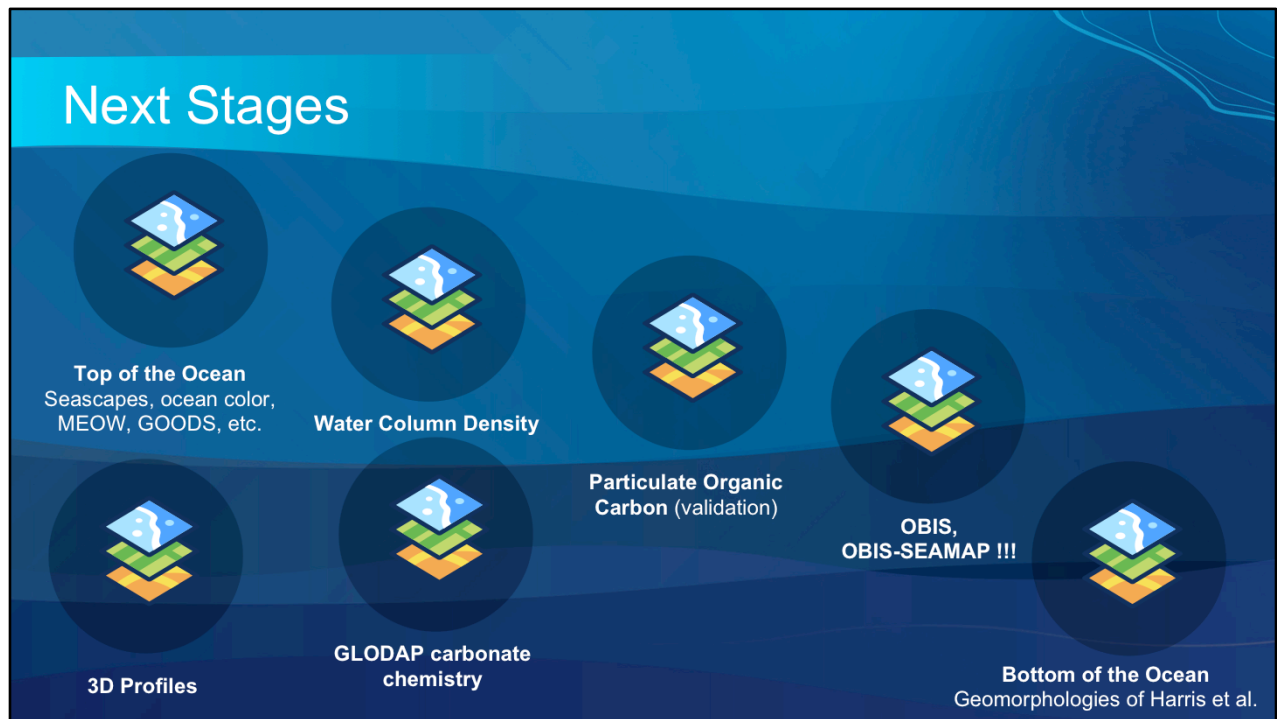 Next Stages
Top of the Ocean
Seascapes, ocean color,
MEOW, GOODS, etc.
Water Column Density
Particulate Organic
Carbon (validation)
OBIS,
OBIS-SEAMAP !!!
3D Profiles
GLODAP carbonate
chemistry
Bottom of the Ocean
Geomorphologies of Harris et al.